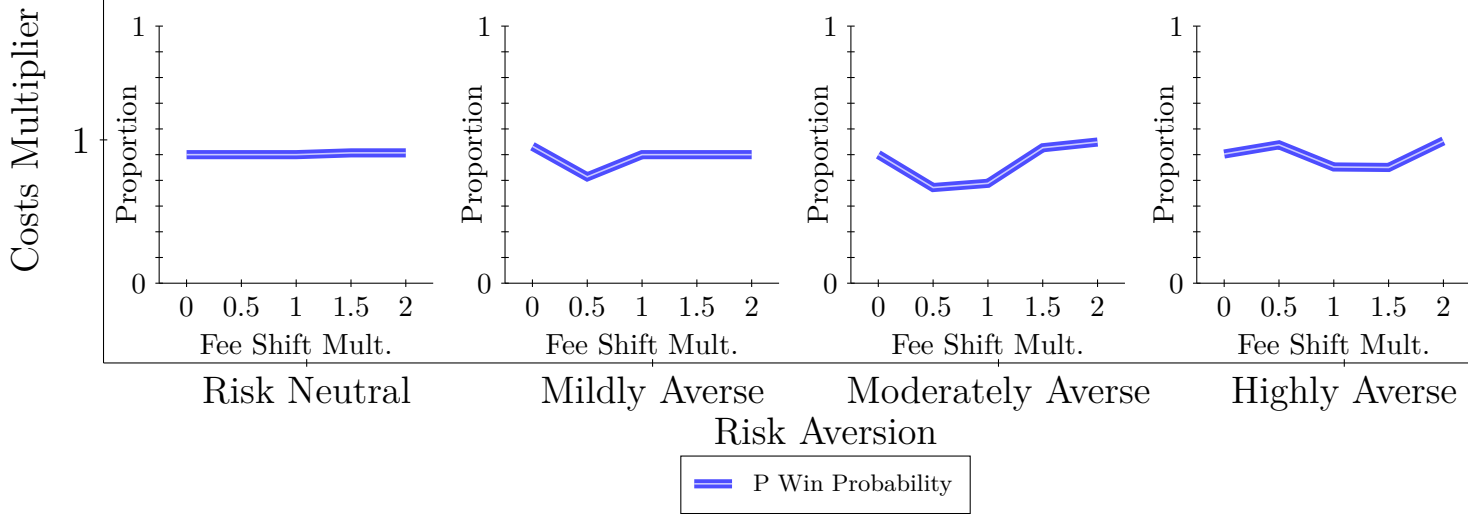 Costs Multiplier
1
Proportion
1
0
0 0.5 1 1.5 2
Fee Shift Mult.
Proportion
1
0
0 0.5 1 1.5 2
Fee Shift Mult.
Proportion
1
0
0 0.5 1 1.5 2
Fee Shift Mult.
Proportion
1
0
0 0.5 1 1.5 2
Fee Shift Mult.
Risk Neutral
Mildly Averse
Moderately Averse
Highly Averse
Risk Aversion
P Win Probability